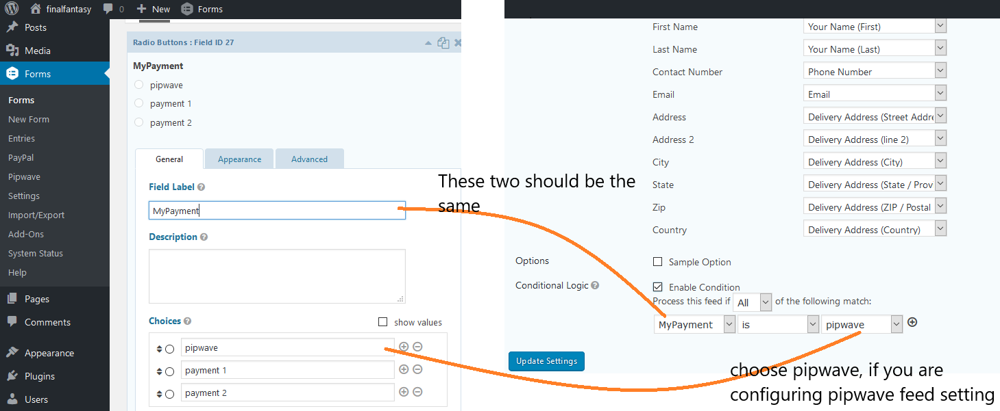 finalfantasy 0 New Forms
Posts
Media
Forms
Forms
New Form
Entries
PayPal
Pipwave
Settings
Import/Export
Add-Ons
System Status
Help
Pages
Comments
Appearance
Plugins
Users
Radio Buttons : Field ID 27
MyPayment
pipwave
payment 1
payment 2
General Appearance Advanced
Field Label
MyPayment
Description
Choices show values
pipwave
payment 1
payment 2
These two should be the
same
First Name Your Name (First)
Last Name Your Name (Last)
Contact Number Phone Number
Email Email
Address Delivery Address (Street Addre
Address 2 Delivery Address (line 2)
City Delivery Address (City)
State Delivery Address (State / Prov
Zip Delivery Address (ZIP / Postal
Country Delivery Address (Country)
Options Sample Option
Conditional Logic Enable Condition
Process this feed if All of the following match:
MyPayment is pipwave
Update Settings
choose pipwave, if you are
configuring pipwave feed setting